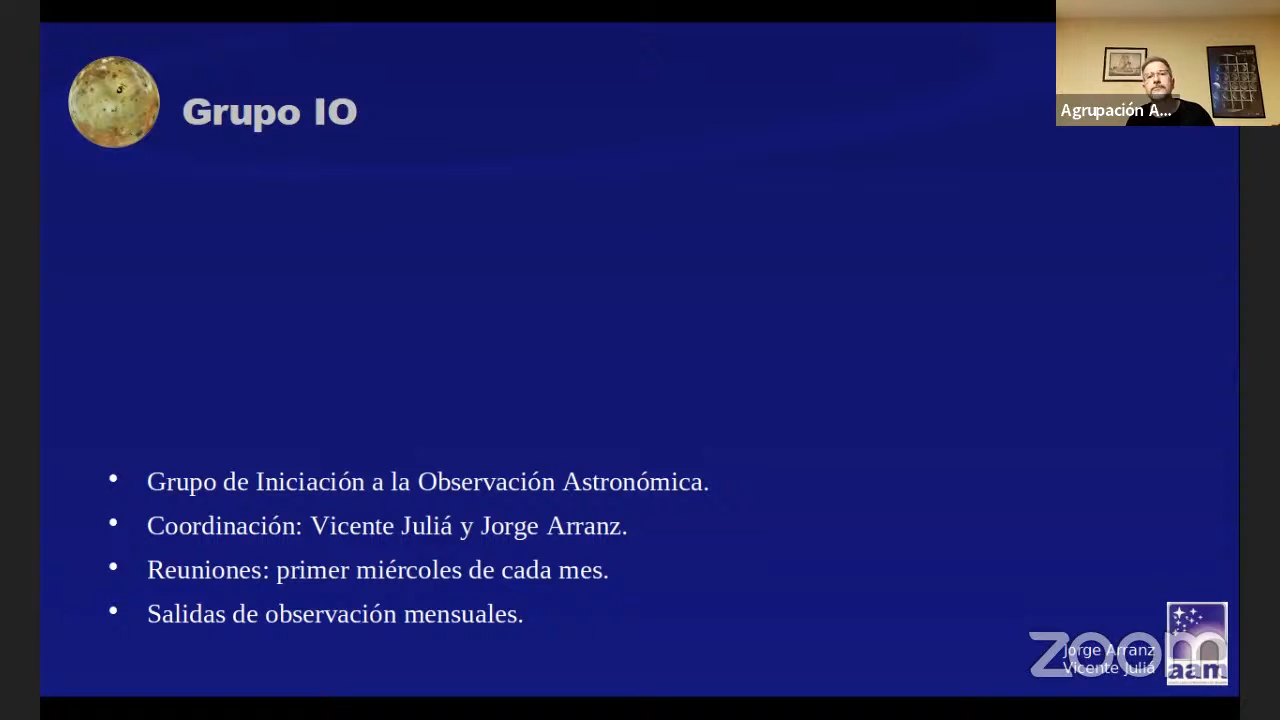 Grupo IO
Agrupación A...
• Grupo de Iniciación a la Observación Astronómica.
• Coordinación: Vicente Juliá y Jorge Arranz.
• Reuniones: primer miércoles de cada mes.
• Salidas de observación mensuales.
Jorge Arranz
Vicente Juliá
zoom
aam